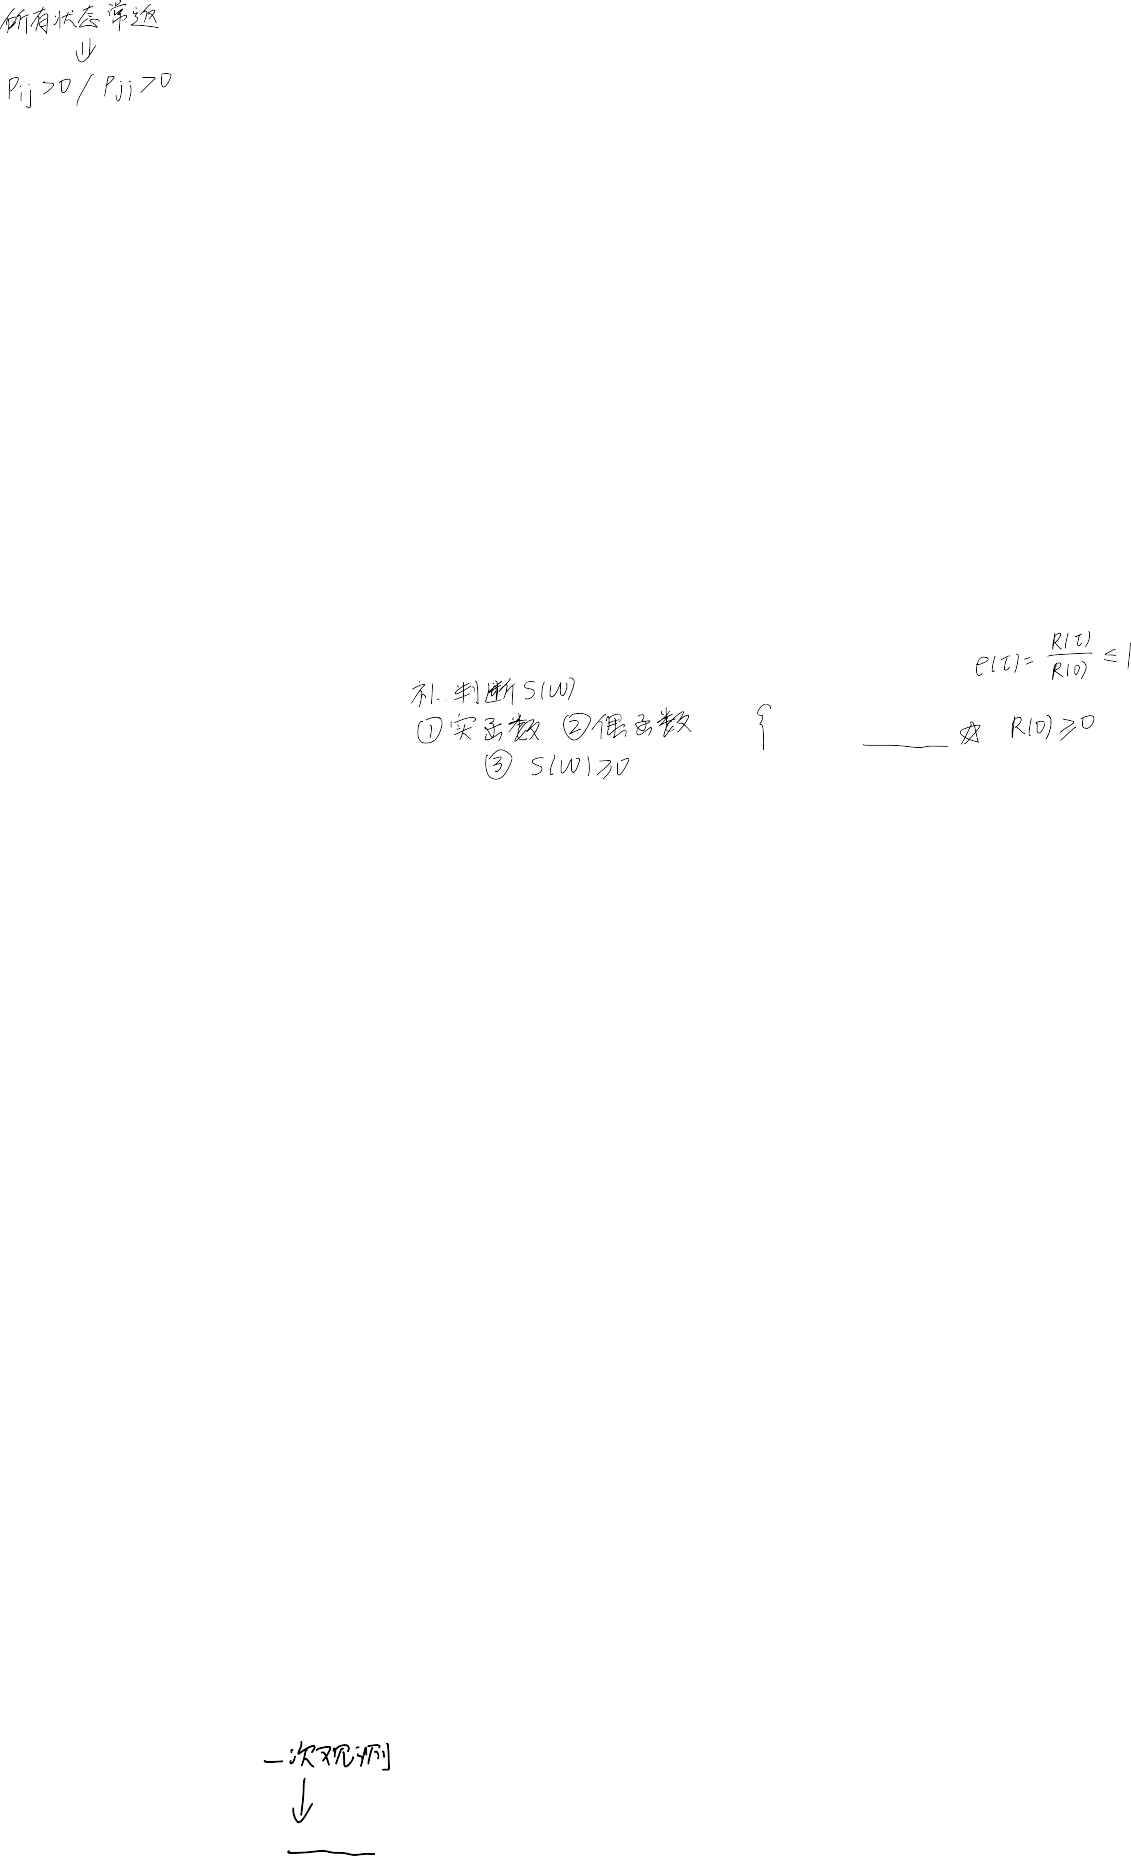 所有状态常返
⇓
Pij>0 / Pjj>0
ρ(τ)= R(τ)/R(0) ≤ 1
补. 判断S(W)
①实函数 ②偶函数 { ☆ R(0)≥0
③ S(W)≥0
一次观测
↓